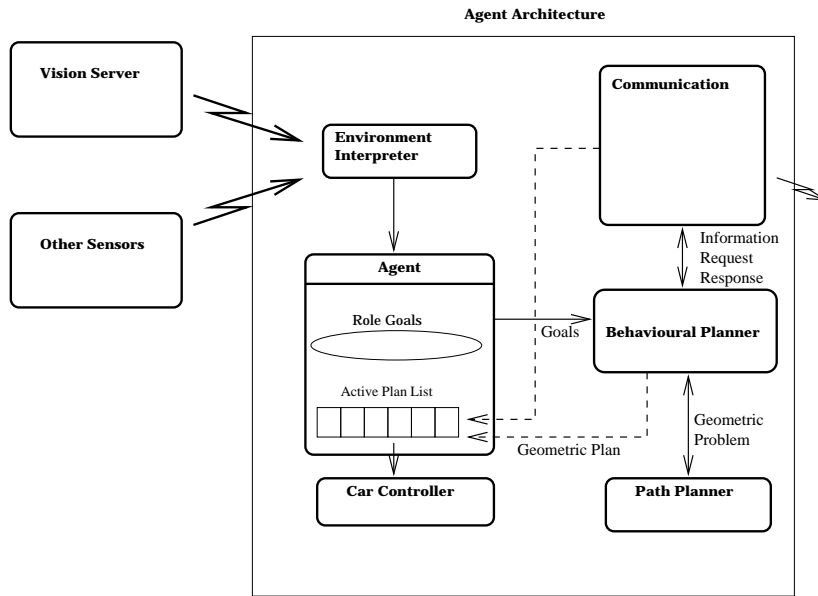 Agent Architecture
Vision Server
Communication
Environment
Interpreter
Other Sensors
Information
Request
Response
Agent
Role Goals
Goals
Behavioural Planner
Active Plan List
Geometric Plan
Geometric
Problem
Car Controller
Path Planner